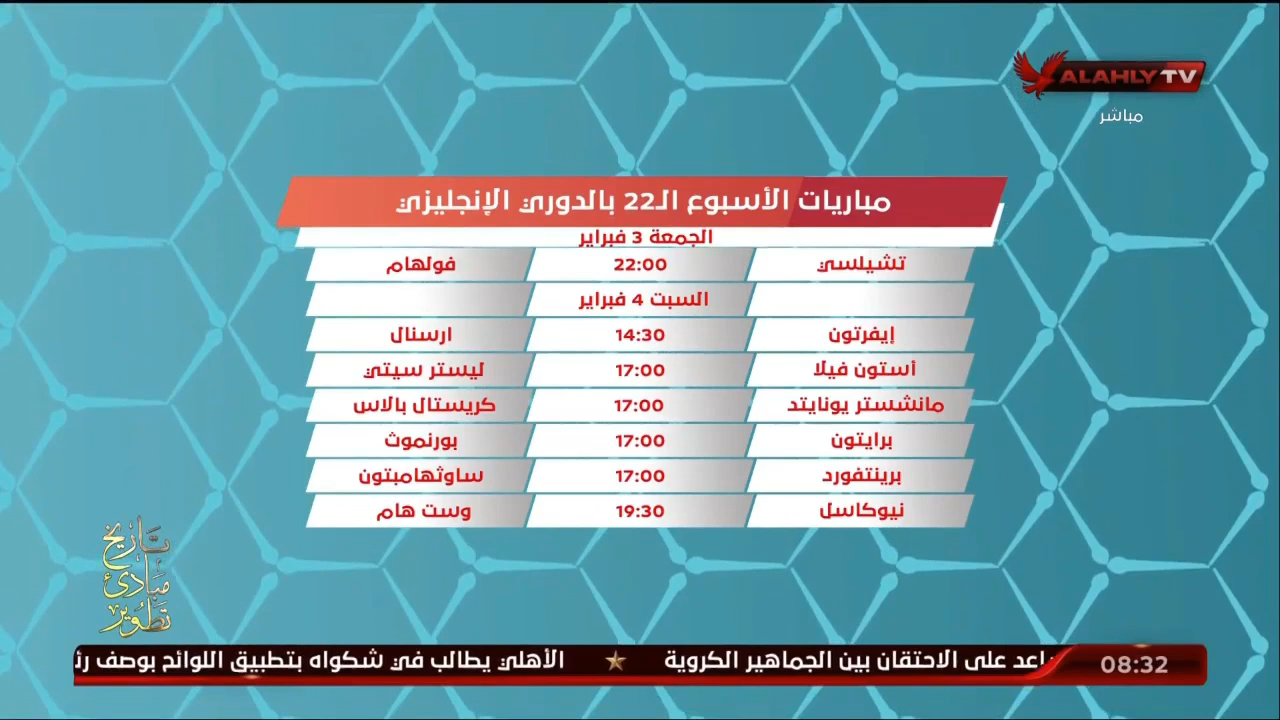 ALAHLY TV
مباشر
مباريات الأسبوع الـ22 بالدوري الإنجليزي
الجمعة 3 فبراير
تشيلسي 22:00 فولهام
السبت 4 فبراير
إيفرتون 14:30 ارسنال
أستون فيلا 17:00 ليستر سيتي
مانشستر يونايتد 17:00 كريستال بالاس
برايتون 17:00 بورنموث
برينتفورد 17:00 ساوثهامبتون
نيوكاسل 19:30 وست هام
تاريخ
مبادئ
تطوير
08:32 على الاحتقان بين الجماهير الكروية ★ الأهلي يطالب في شكواه بتطبيق اللوائح بوصف